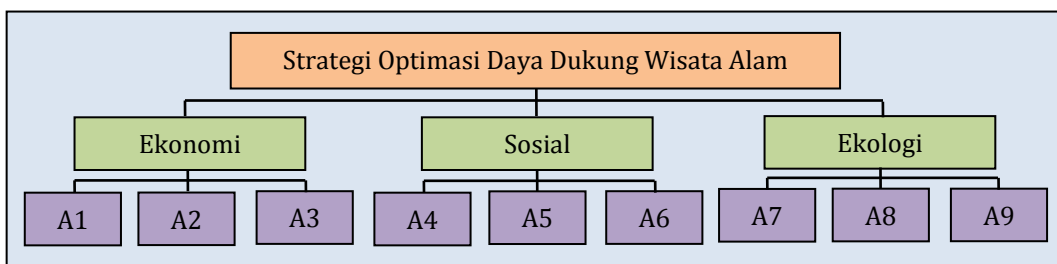 Strategi Optimasi Daya Dukung Wisata Alam
Ekonomi
Sosial
Ekologi
A1
A2
A3
A4
A5
A6
A7
A8
A9